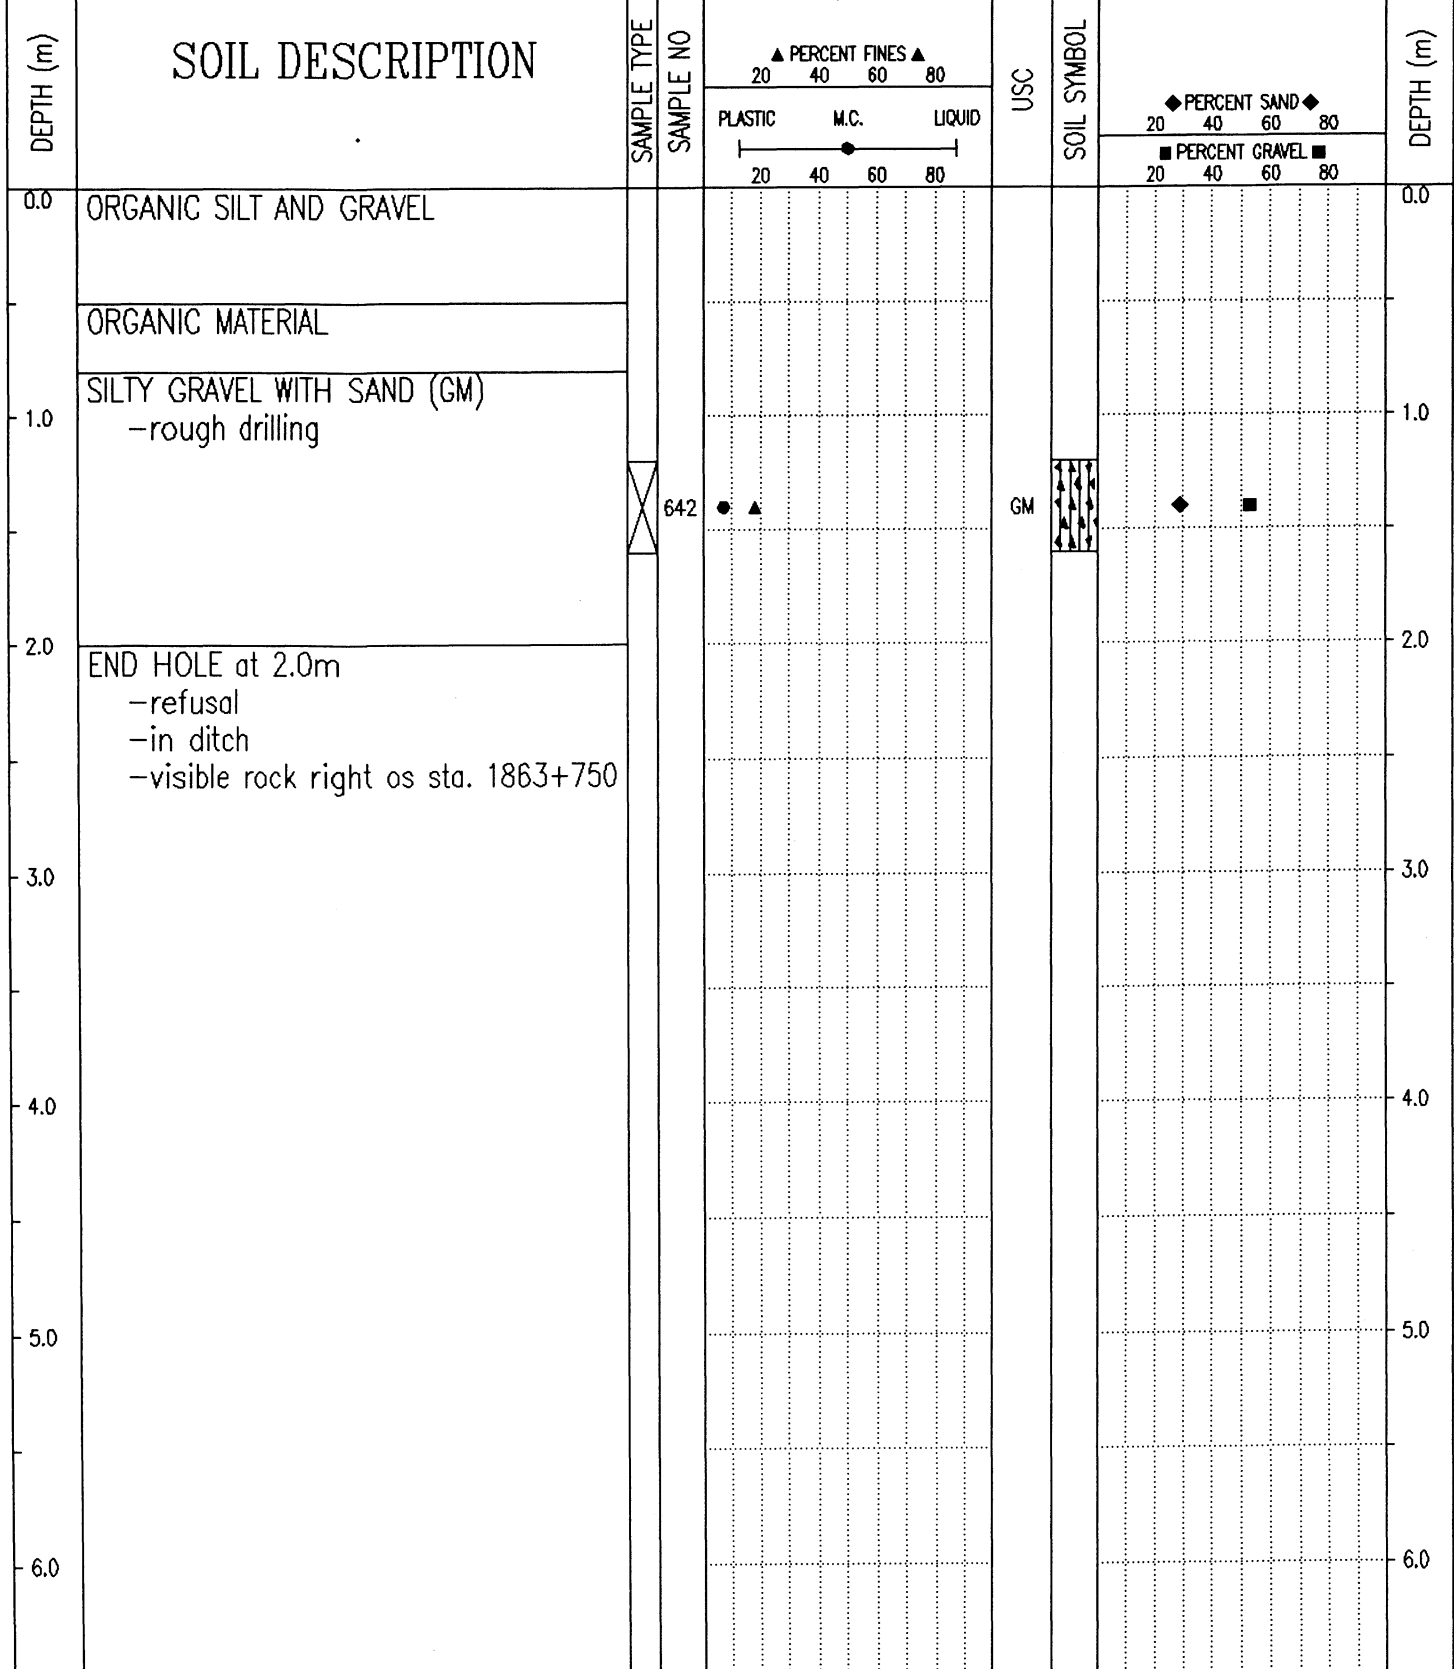 DEPTH (m)
SOIL DESCRIPTION
SAMPLE TYPE
SAMPLE NO
▲ PERCENT FINES ▲
20 40 60 80
PLASTIC M.C. LIQUID
20 40 60 80
USC
SOIL SYMBOL
◆ PERCENT SAND ◆
20 40 60 80
■ PERCENT GRAVEL ■
20 40 60 80
DEPTH (m)
0.0 ORGANIC SILT AND GRAVEL 0.0
ORGANIC MATERIAL
SILTY GRAVEL WITH SAND (GM)
1.0 -rough drilling 1.0
642 GM
2.0 2.0
END HOLE at 2.0m
-refusal
-in ditch
-visible rock right os sta. 1863+750
3.0 3.0
4.0 4.0
5.0 5.0
6.0 6.0